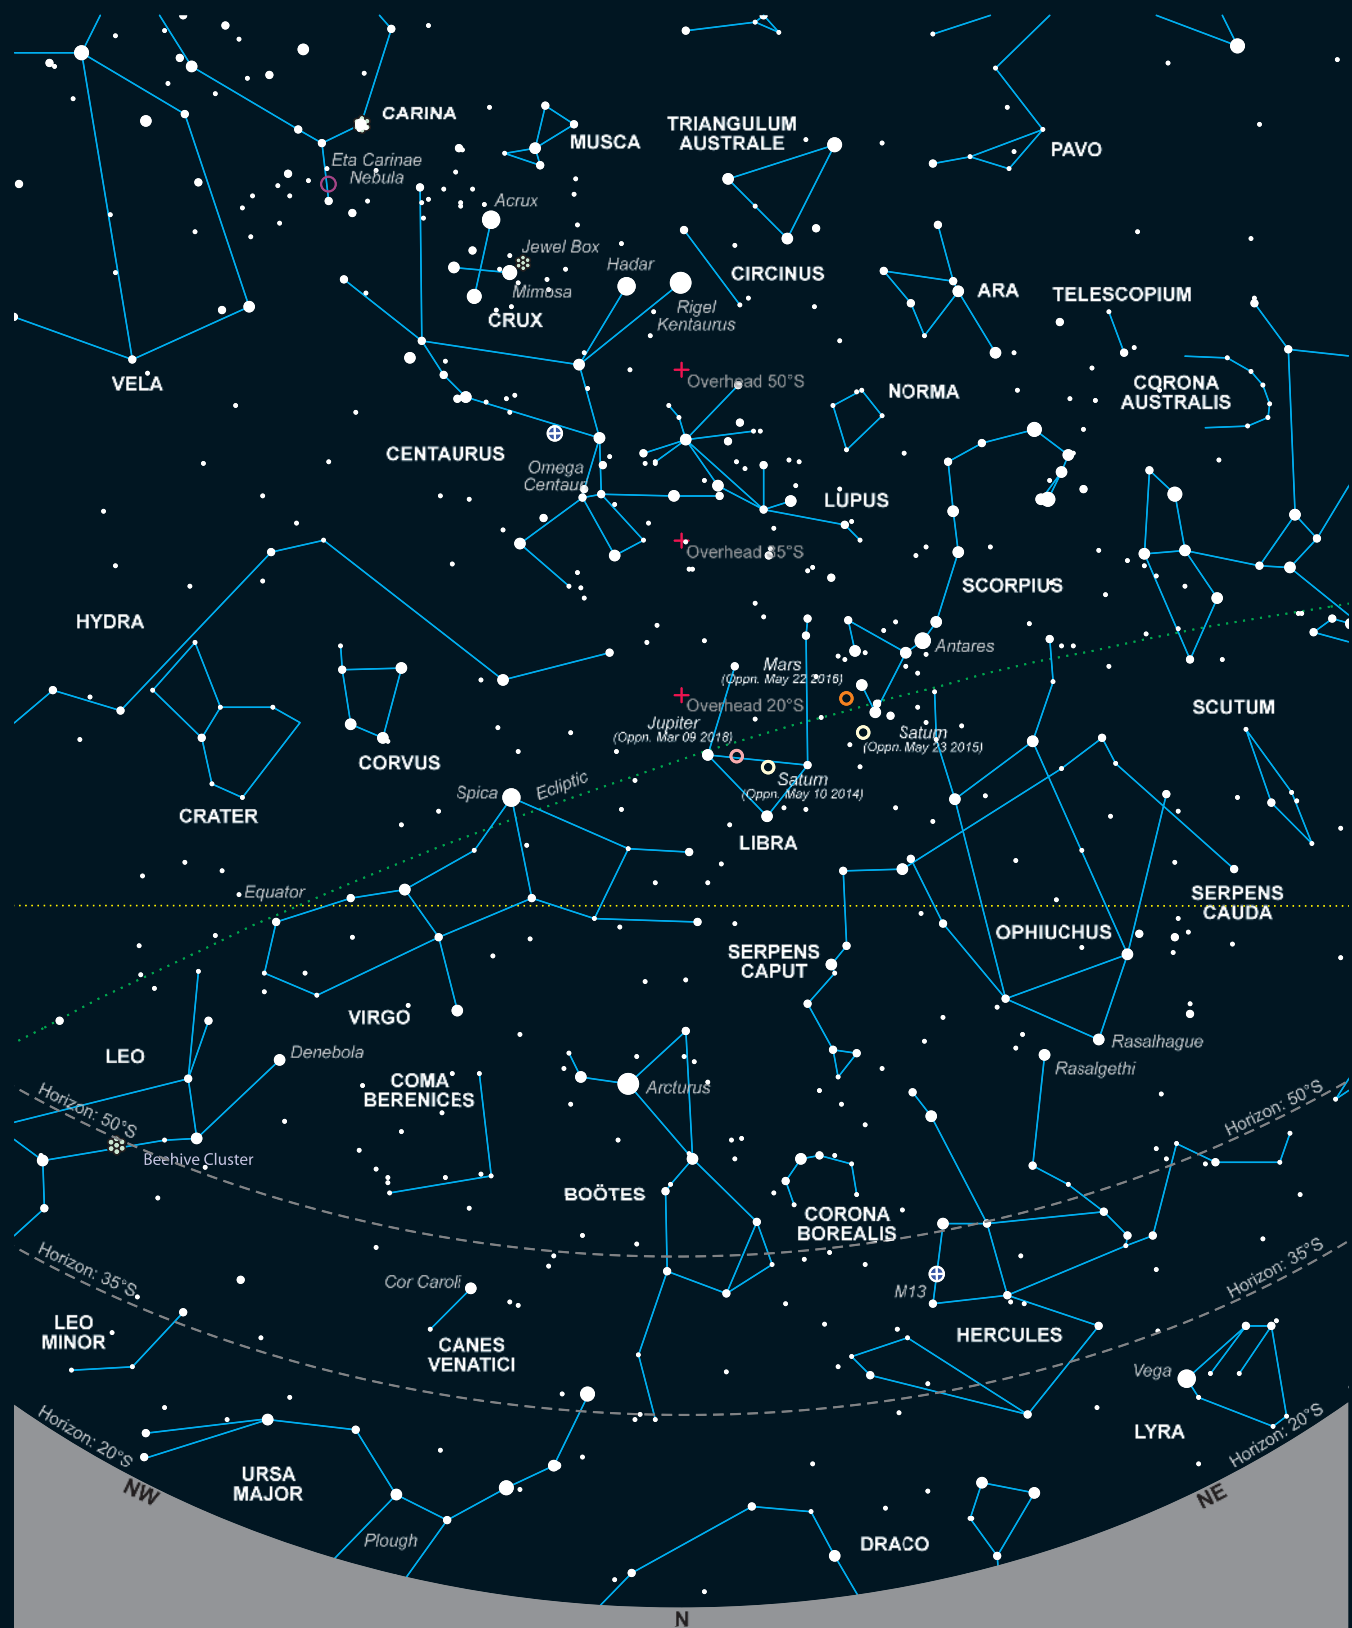 CARINA
Eta Carinae
Nebula
MUSCA
TRIANGULUM
AUSTRALE
PAVO
Acrux
Jewel Box
Hadar
Mimosa
CRUX
Rigel
Kentaurus
CIRCINUS
ARA
TELESCOPIUM
VELA
Overhead 50°S
NORMA
CORONA
AUSTRALIS
CENTAURUS
Omega
Centauri
LUPUS
Overhead 35°S
SCORPIUS
HYDRA
Antares
Mars
(Oppn. May 22 2016)
Overhead 20°S
Jupiter
(Oppn. Mar 09 2018)
Saturn
(Oppn. May 23 2015)
SCUTUM
CORVUS
Saturn
(Oppn. May 10 2014)
Spica
Ecliptic
CRATER
LIBRA
Equator
SERPENS
CAUDA
OPHIUCHUS
SERPENS
CAPUT
VIRGO
LEO
Denebola
Rasalhague
Rasalgethi
COMA
BERENICES
Arcturus
Horizon: 50°S
Horizon: 50°S
Beehive Cluster
BOÖTES
CORONA
BOREALIS
Horizon: 35°S
Horizon: 35°S
Cor Caroli
M13
LEO
MINOR
CANES
VENATICI
HERCULES
Vega
LYRA
Horizon: 20°S
Horizon: 20°S
URSA
MAJOR
NW
NE
Plough
DRACO
N